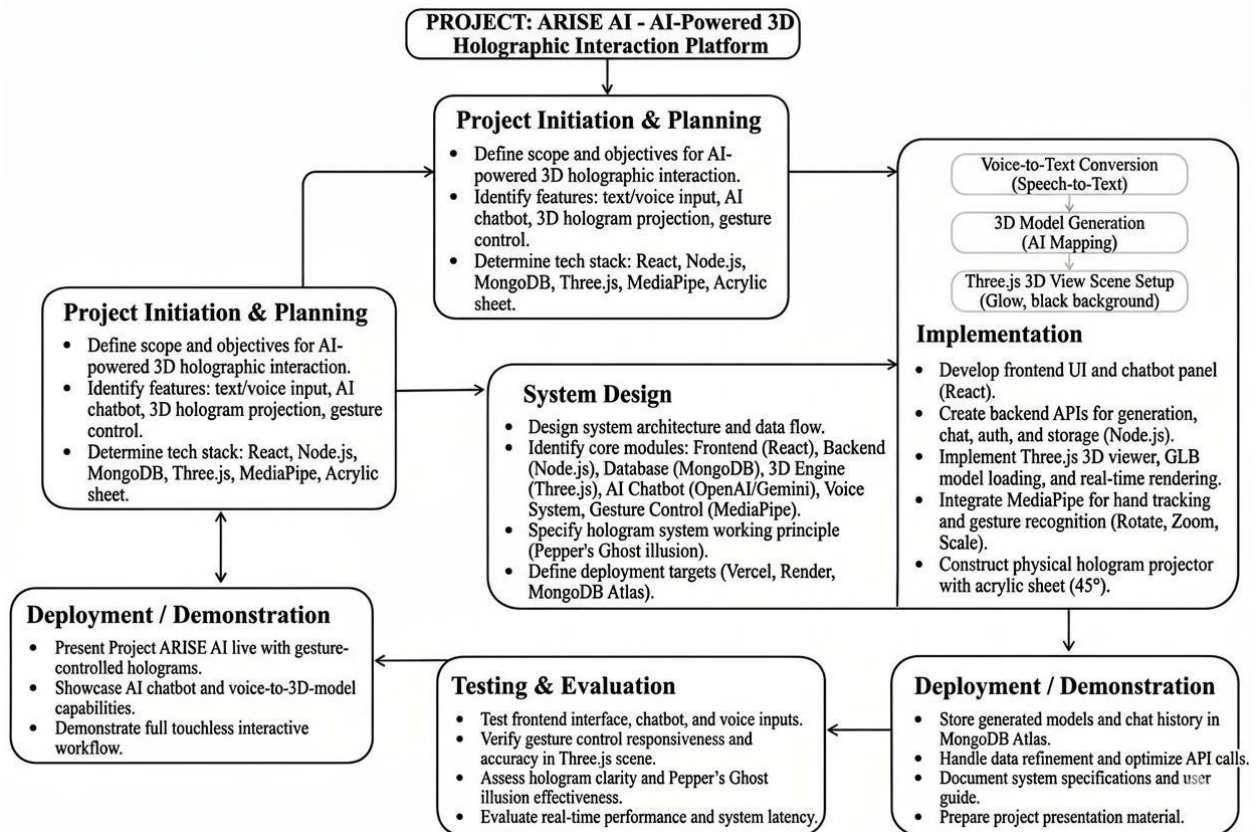 PROJECT: ARISE AI - AI-Powered 3D
Holographic Interaction Platform
Project Initiation & Planning
• Define scope and objectives for AI-
powered 3D holographic interaction.
• Identify features: text/voice input, AI
chatbot, 3D hologram projection, gesture
control.
• Determine tech stack: React, Node.js,
MongoDB, Three.js, MediaPipe, Acrylic
sheet.
Voice-to-Text Conversion
(Speech-to-Text)
3D Model Generation
(AI Mapping)
Three.js 3D View Scene Setup
(Glow, black background)
Implementation
• Develop frontend UI and chatbot panel
(React).
• Create backend APIs for generation,
chat, auth, and storage (Node.js).
• Implement Three.js 3D viewer, GLB
model loading, and real-time rendering.
• Integrate MediaPipe for hand tracking
and gesture recognition (Rotate, Zoom,
Scale).
• Construct physical hologram projector
with acrylic sheet (45°).
Project Initiation & Planning
• Define scope and objectives for AI-
powered 3D holographic interaction.
• Identify features: text/voice input, AI
chatbot, 3D hologram projection, gesture
control.
• Determine tech stack: React, Node.js,
MongoDB, Three.js, MediaPipe, Acrylic
sheet.
System Design
• Design system architecture and data flow.
• Identify core modules: Frontend (React), Backend
(Node.js), Database (MongoDB), 3D Engine
(Three.js), AI Chatbot (OpenAI/Gemini), Voice
System, Gesture Control (MediaPipe).
• Specify hologram system working principle
(Pepper's Ghost illusion).
• Define deployment targets (Vercel, Render,
MongoDB Atlas).
Deployment / Demonstration
• Present Project ARISE AI live with gesture-
controlled holograms.
• Showcase AI chatbot and voice-to-3D-model
capabilities.
• Demonstrate full touchless interactive
workflow.
Testing & Evaluation
• Test frontend interface, chatbot, and voice inputs.
• Verify gesture control responsiveness and
accuracy in Three.js scene.
• Assess hologram clarity and Pepper's Ghost
illusion effectiveness.
• Evaluate real-time performance and system latency.
Deployment / Demonstration
• Store generated models and chat history in
MongoDB Atlas.
• Handle data refinement and optimize API calls.
• Document system specifications and user
guide.
• Prepare project presentation material.